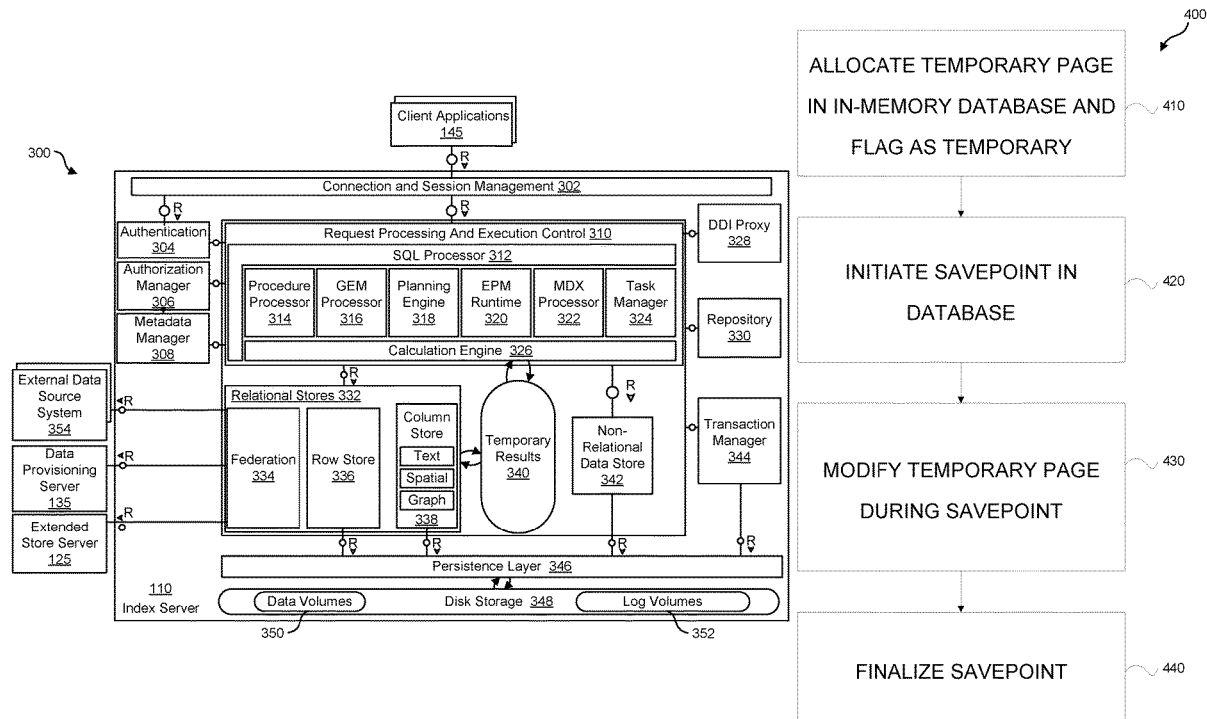 400
ALLOCATE TEMPORARY PAGE
IN IN-MEMORY DATABASE AND
FLAG AS TEMPORARY
410
INITIATE SAVEPOINT IN
DATABASE
420
MODIFY TEMPORARY PAGE
DURING SAVEPOINT
430
FINALIZE SAVEPOINT
440
300
Client Applications
145
R
Connection and Session Management 302
R
R
Authentication
304
Authorization
Manager
306
Metadata
Manager
308
Request Processing And Execution Control 310
SQL Processor 312
Procedure
Processor
314
GEM
Processor
316
Planning
Engine
318
EPM
Runtime
320
MDX
Processor
322
Task
Manager
324
Calculation Engine 326
DDI Proxy
328
Repository
330
R
R
External Data
Source
System
354
R
Data
Provisioning
Server
135
R
Extended
Store Server
125
R
Relational Stores 332
Federation
334
Row Store
336
Column
Store
Text
Spatial
Graph
338
Temporary
Results
340
Non-
Relational
Data Store
342
Transaction
Manager
344
R
R
R
R
Persistence Layer 346
110
Index Server
Data Volumes
Disk Storage 348
Log Volumes
350
352